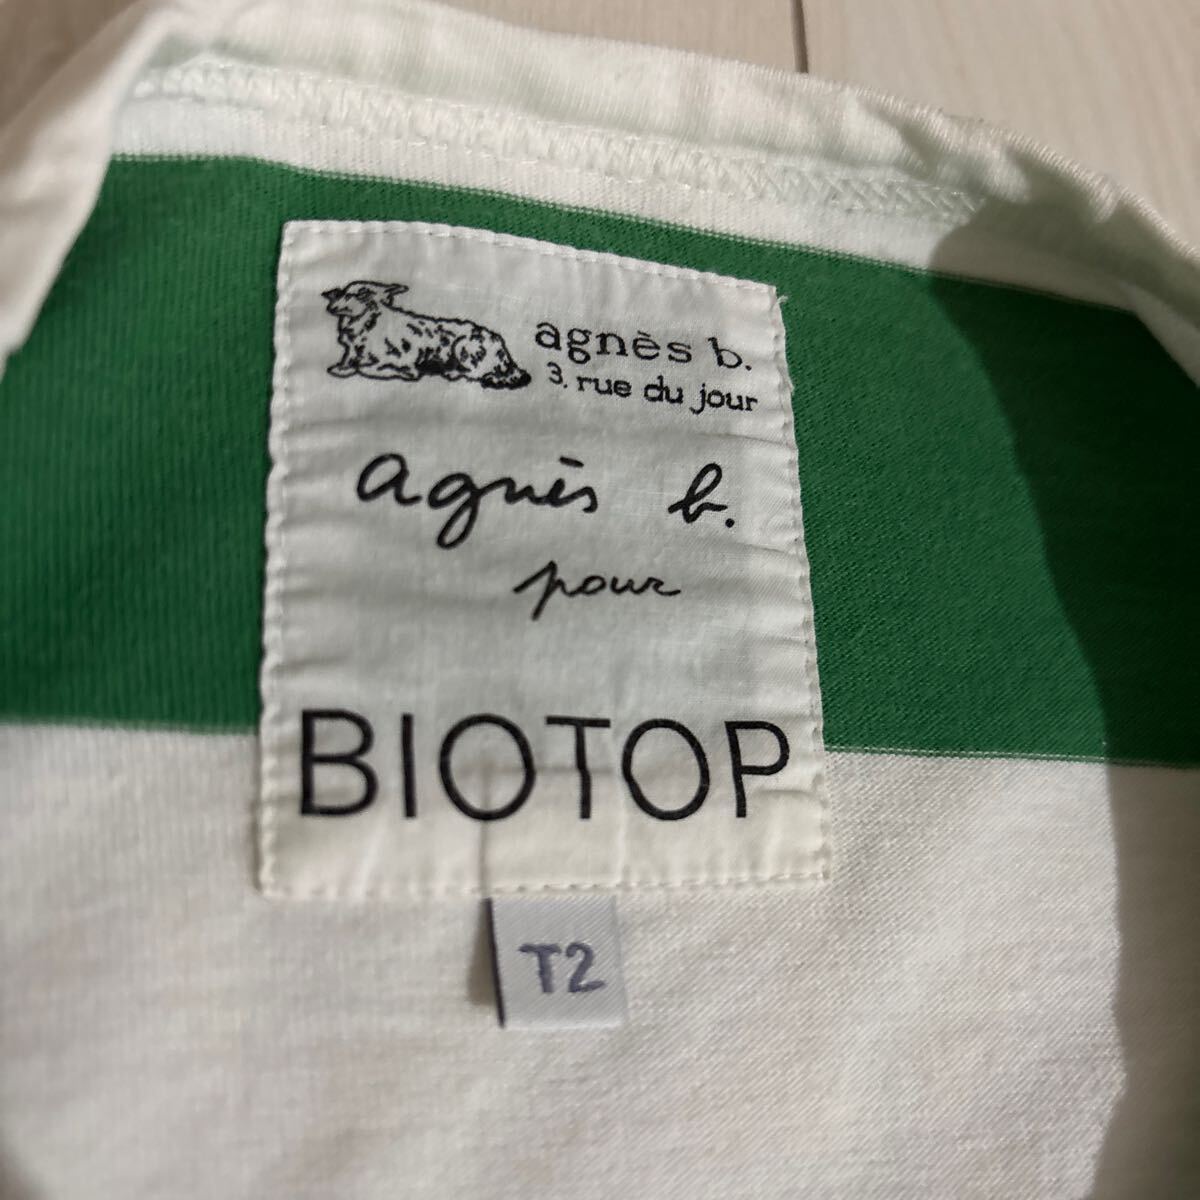 agnès b.
3. rue du jour
agnès b.
pour
BIOTOP
T2